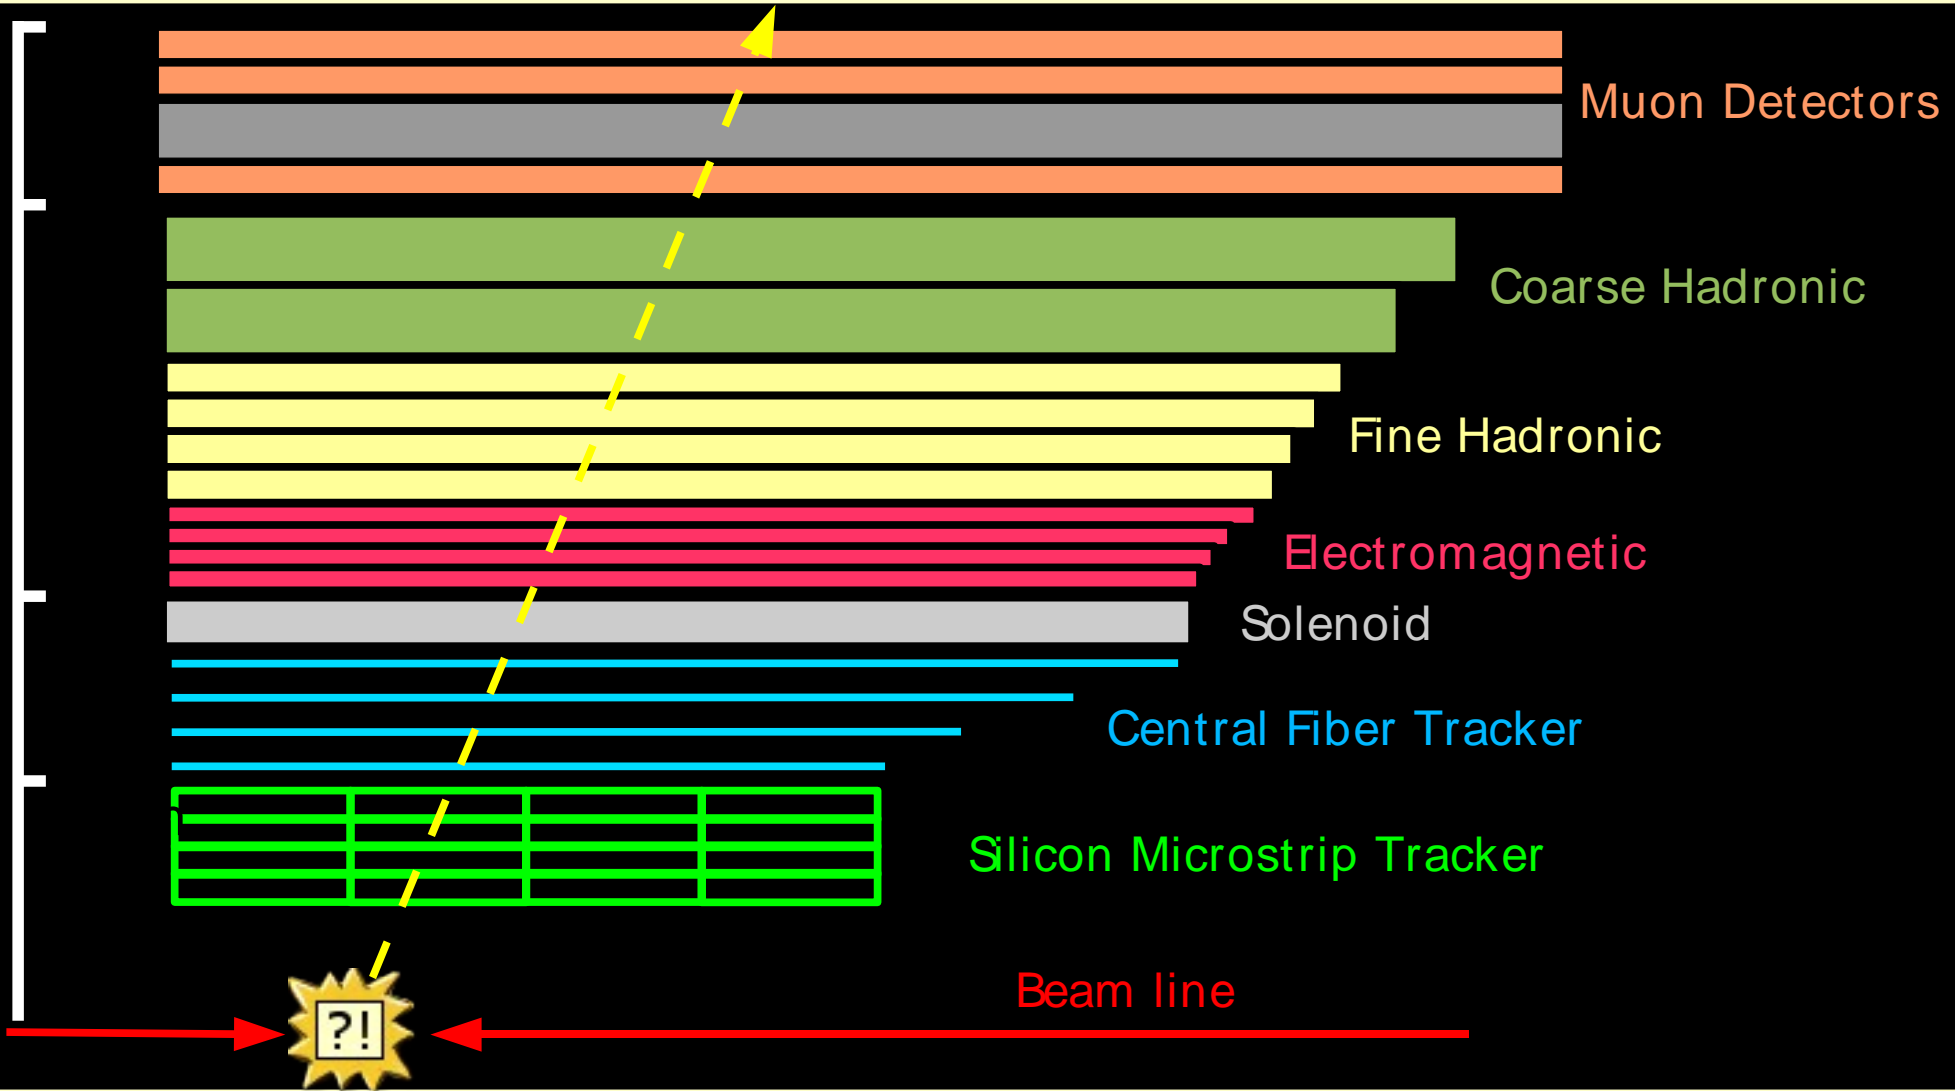 Muon Detectors
Coarse Hadronic
Fine Hadronic
Electromagnetic
Solenoid
Central Fiber Tracker
Silicon Microstrip Tracker
Beam line
?!